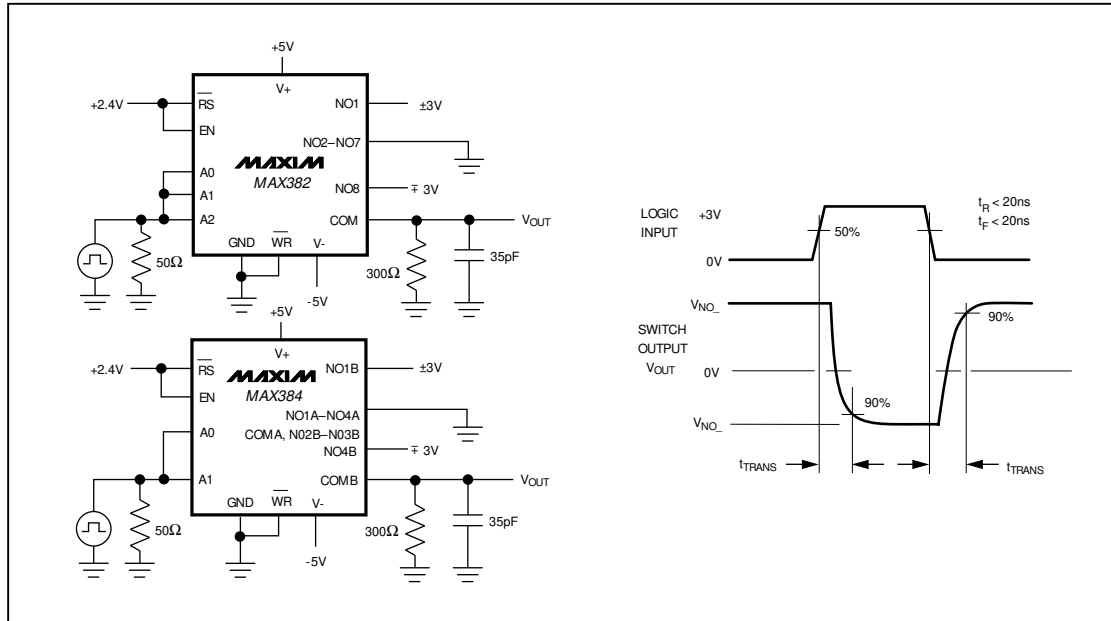 +5V
V+
+2.4V
RS
EN
A0
A1
A2
MAXIM
MAX382
NO1
±3V
NO2–NO7
NO8
∓ 3V
COM
VOUT
GND
WR
V-
50Ω
-5V
300Ω
35pF
+5V
V+
+2.4V
RS
EN
A0
A1
MAXIM
MAX384
NO1B
±3V
NO1A–NO4A
COMA, N02B–N03B
NO4B
∓ 3V
COMB
VOUT
GND
WR
V-
50Ω
-5V
300Ω
35pF
LOGIC
INPUT
+3V
0V
50%
tR < 20ns
tF < 20ns
VNO_
SWITCH
OUTPUT
VOUT
0V
90%
90%
VNO_
tTRANS
tTRANS